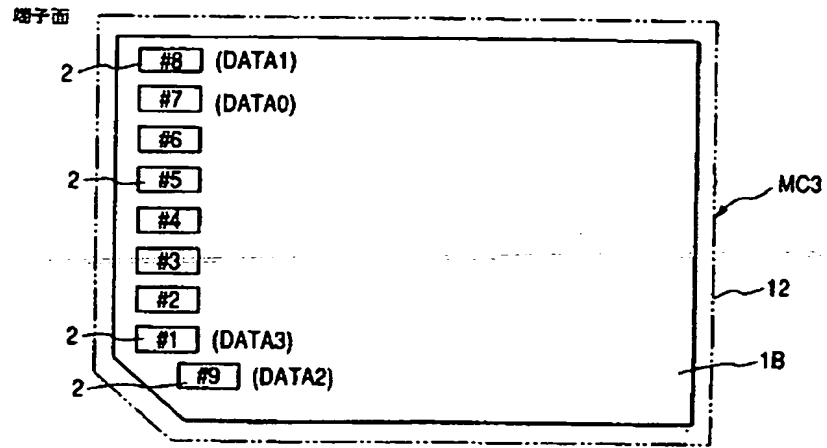 端子面
2 #8 (DATA1)
#7 (DATA0)
#6
2 #5
MC3
#4
#3
12
#2
2 #1 (DATA3)
1B
2 #9 (DATA2)